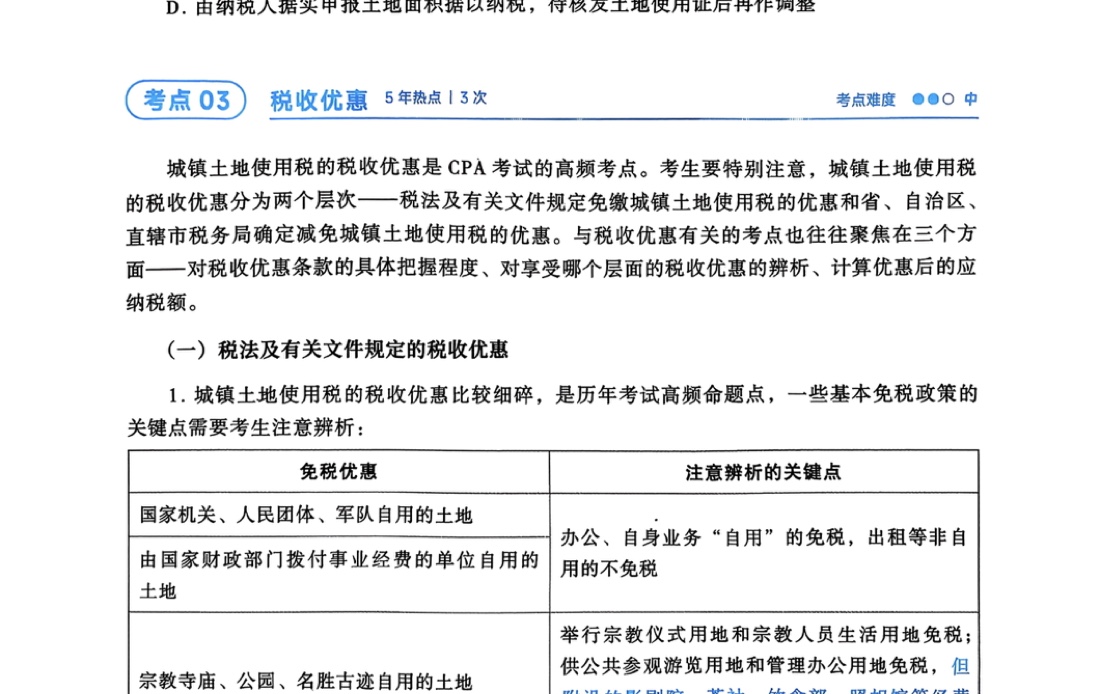 D. 由纳税人据实申报土地面积据以纳税，待核发土地使用证后再作调整
考点 03 税收优惠 5 年热点 | 3 次 考点难度 中
城镇土地使用税的税收优惠是 CPA 考试的高频考点。考生要特别注意，城镇土地使用税
的税收优惠分为两个层次——税法及有关文件规定免缴城镇土地使用税的优惠和省、自治区、
直辖市税务局确定减免城镇土地使用税的优惠。与税收优惠有关的考点也往往聚焦在三个方
面——对税收优惠条款的具体把握程度、对享受哪个层面的税收优惠的辨析、计算优惠后的应
纳税额。
（一）税法及有关文件规定的税收优惠
1. 城镇土地使用税的税收优惠比较细碎，是历年考试高频命题点，一些基本免税政策的
关键点需要考生注意辨析：
免税优惠
注意辨析的关键点
国家机关、人民团体、军队自用的土地
由国家财政部门拨付事业经费的单位自用的
土地
办公、自身业务“自用”的免税，出租等非自
用的不免税
宗教寺庙、公园、名胜古迹自用的土地
举行宗教仪式用地和宗教人员生活用地免税；
供公共参观游览用地和管理办公用地免税，但